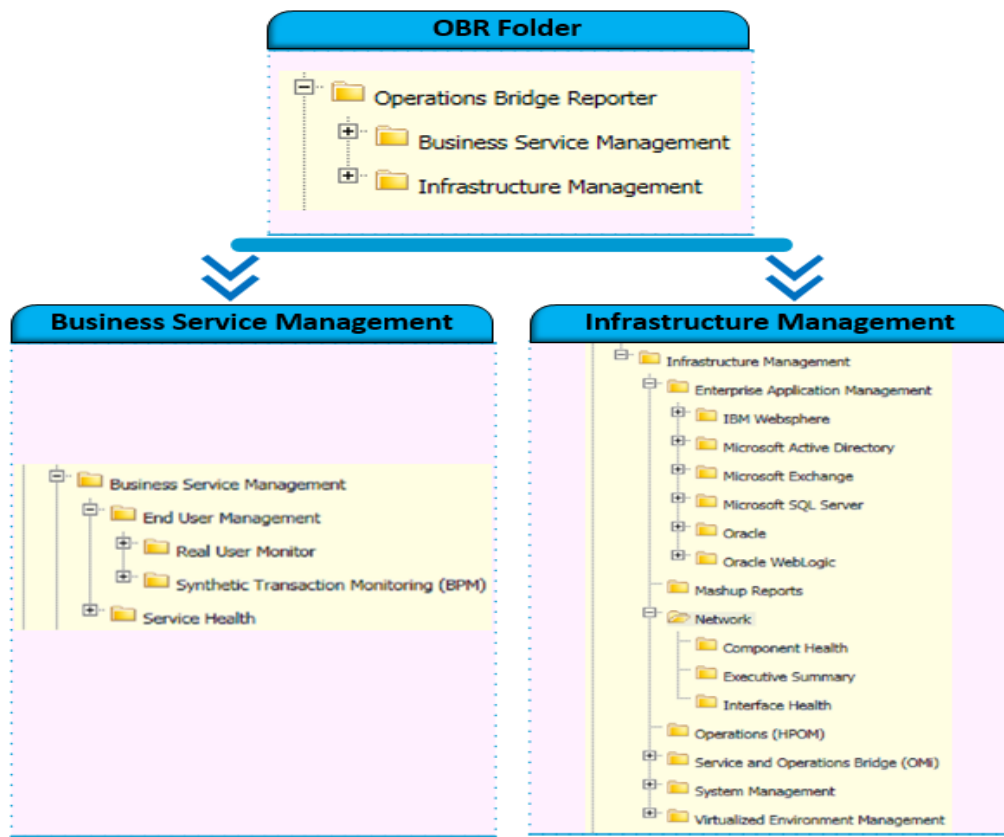 OBR Folder
Operations Bridge Reporter
Business Service Management
Infrastructure Management
Business Service Management
Business Service Management
End User Management
Real User Monitor
Synthetic Transaction Monitoring (BPM)
Service Health
Infrastructure Management
Infrastructure Management
Enterprise Application Management
IBM Websphere
Microsoft Active Directory
Microsoft Exchange
Microsoft SQL Server
Oracle
Oracle WebLogic
Mashup Reports
Network
Component Health
Executive Summary
Interface Health
Operations (HPOM)
Service and Operations Bridge (OMi)
System Management
Virtualized Environment Management